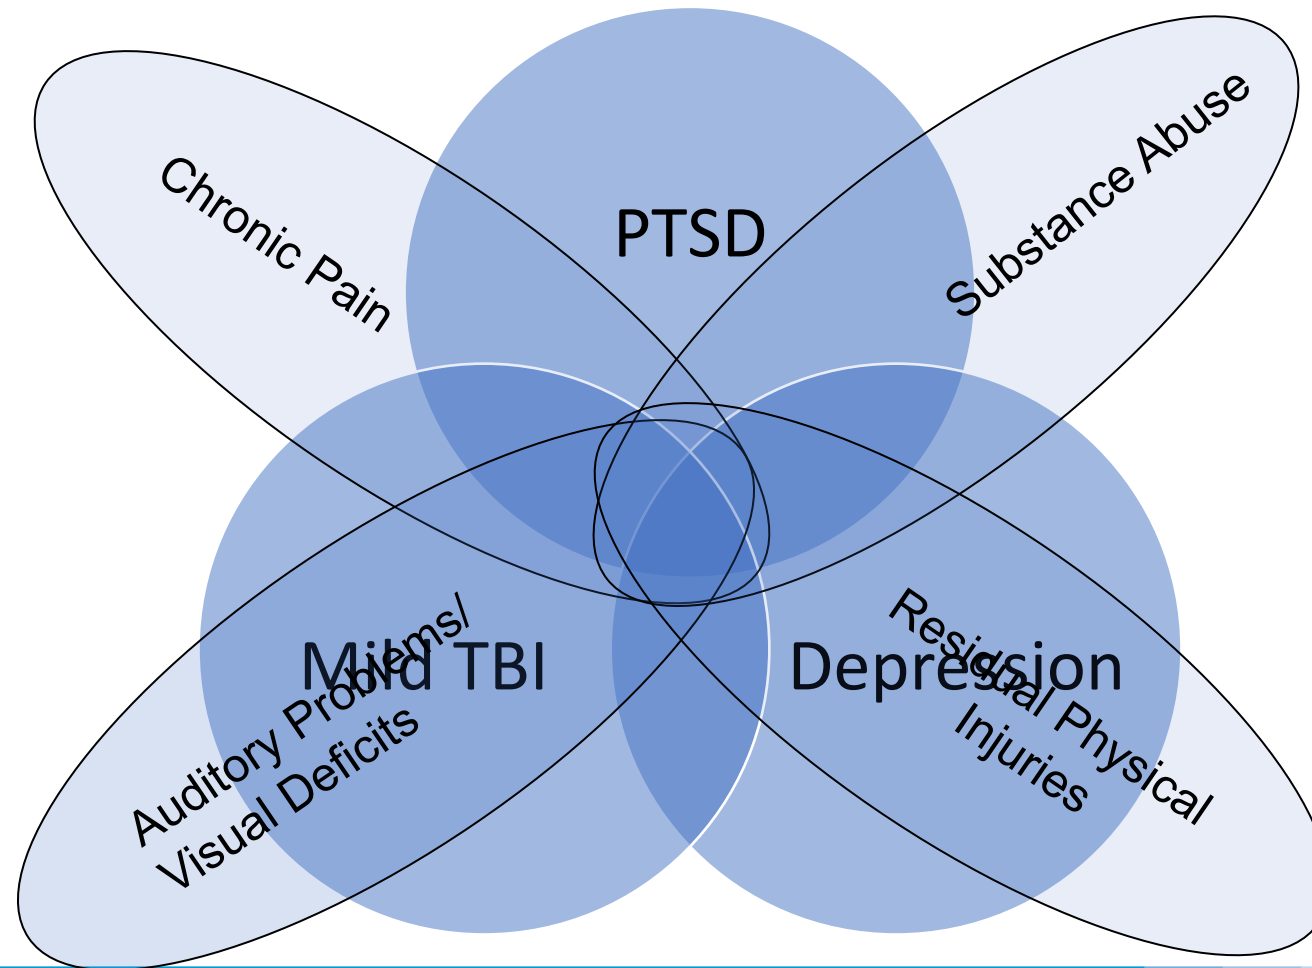 Chronic Pain
PTSD
Substance Abuse
Mild TBI
Auditory Problems/
Visual Deficits
Depression
Residual Physical
Injuries